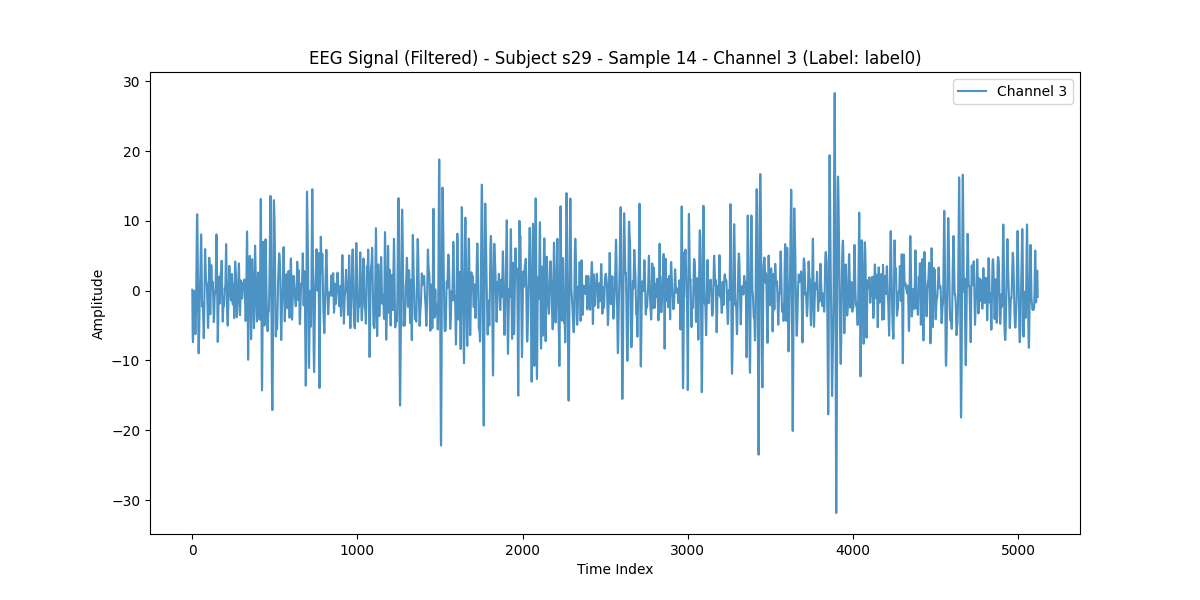 EEG Signal (Filtered) - Subject s29 - Sample 14 - Channel 3 (Label: label0)
Channel 3
30
20
10
0
−10
−20
−30
Amplitude
0 1000 2000 3000 4000 5000
Time Index